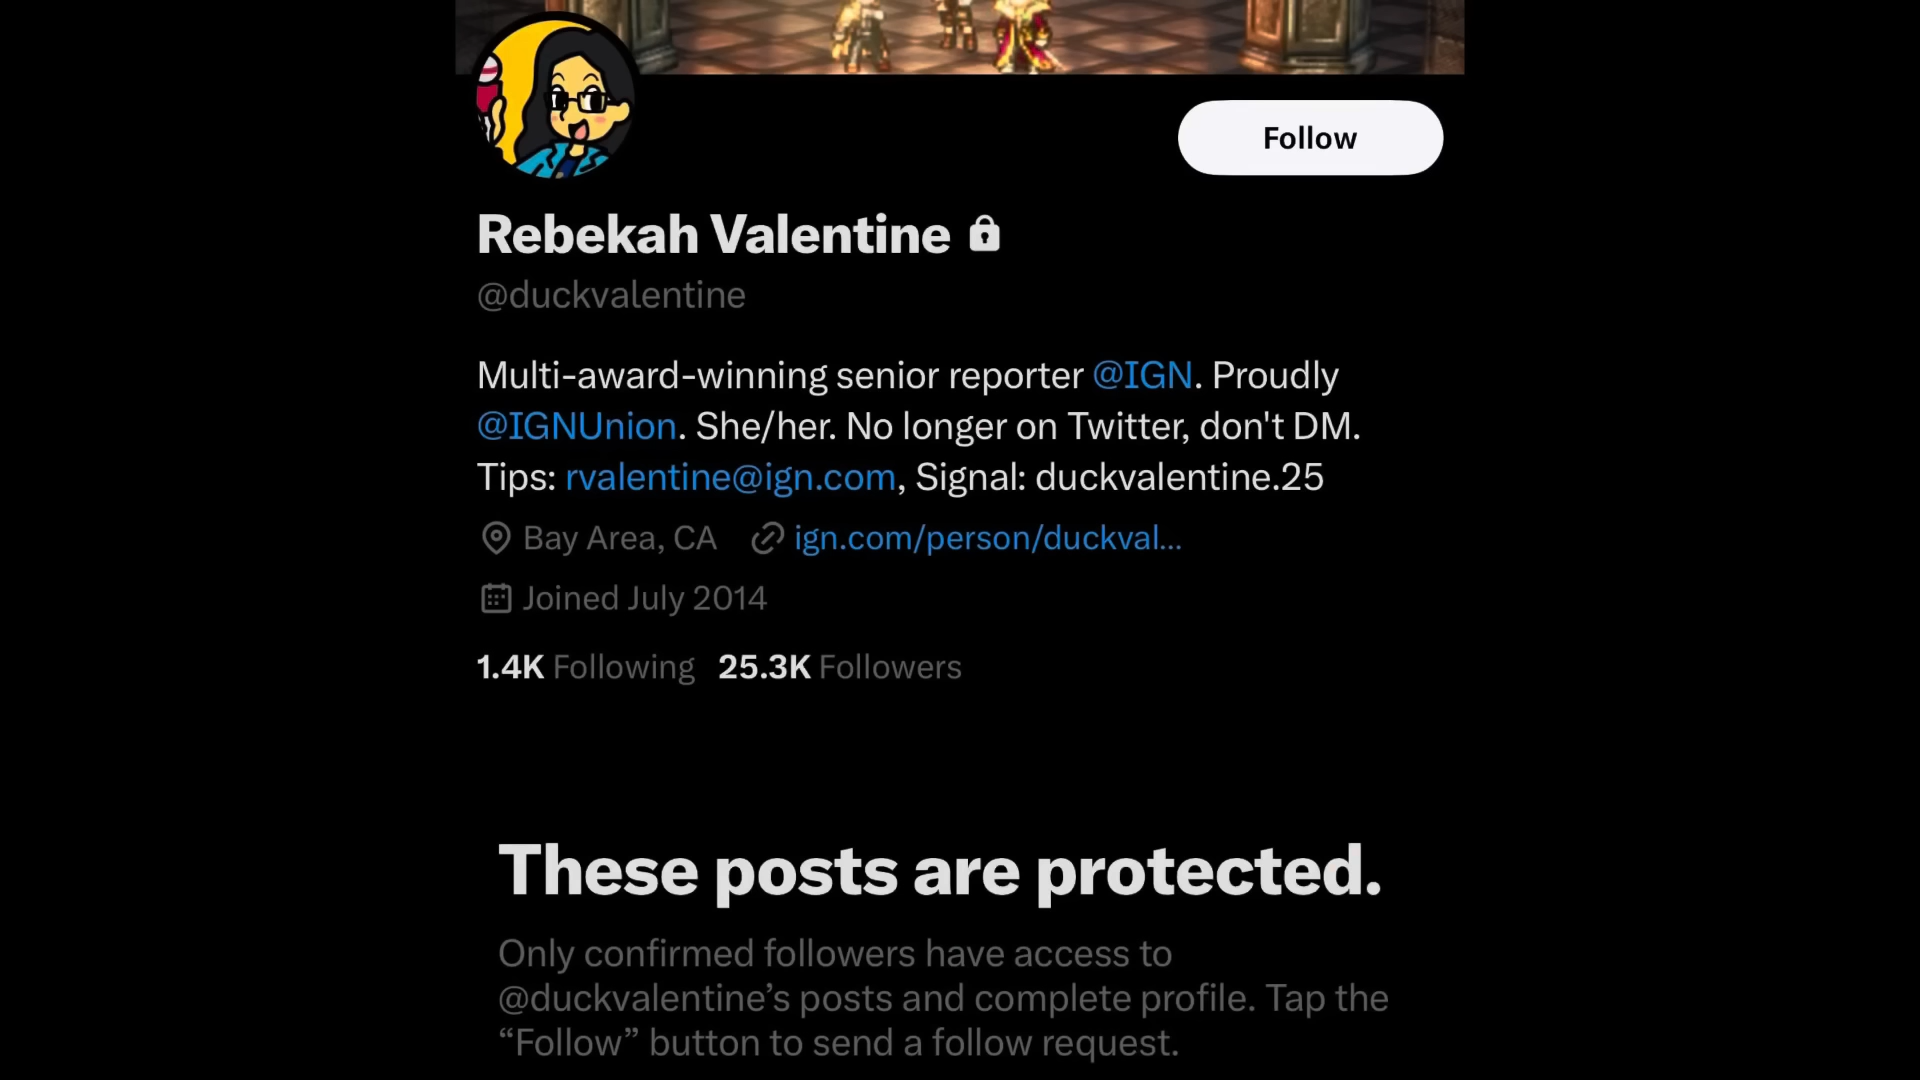 Follow
Rebekah Valentine
@duckvalentine
Multi-award-winning senior reporter @IGN. Proudly
@IGNUnion. She/her. No longer on Twitter, don't DM.
Tips: rvalentine@ign.com, Signal: duckvalentine.25
Bay Area, CA ign.com/person/duckval...
Joined July 2014
1.4K Following 25.3K Followers
These posts are protected.
Only confirmed followers have access to
@duckvalentine’s posts and complete profile. Tap the
“Follow” button to send a follow request.